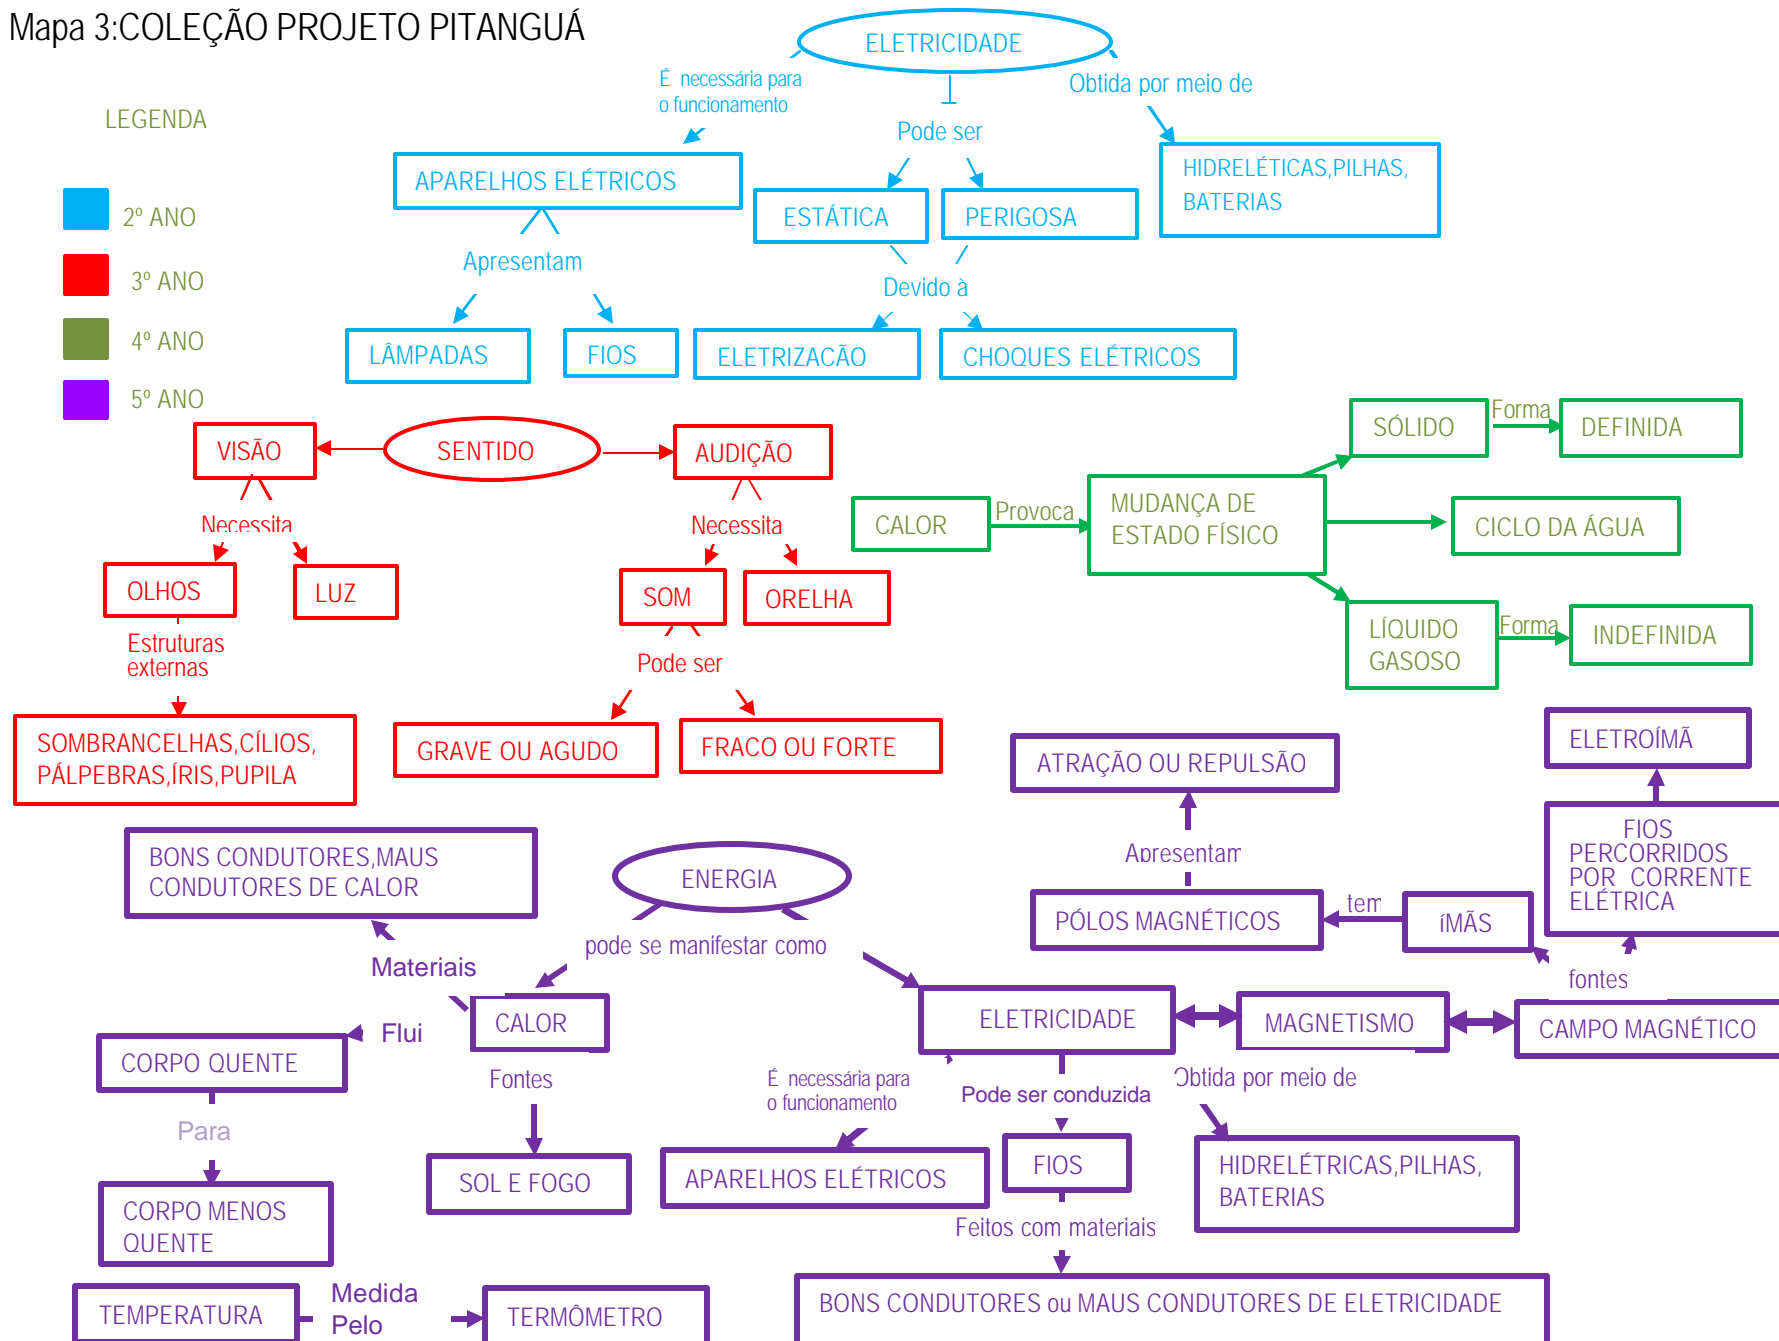 Mapa 3:COLEÇÃO PROJETO PITANGUÁ
LEGENDA
2º ANO
3º ANO
4º ANO
5º ANO
ELETRICIDADE
É necessária para
o funcionamento
Pode ser
Obtida por meio de
APARELHOS ELÉTRICOS
ESTÁTICA
PERIGOSA
HIDRELÉTICAS,PILHAS,
BATERIAS
Apresentam
Devido à
LÂMPADAS
FIOS
ELETRIZACÃO
CHOQUES ELÉTRICOS
SENTIDO
VISÃO
AUDIÇÃO
Necessita
Necessita
OLHOS
LUZ
SOM
ORELHA
Estruturas
externas
Pode ser
SOMBRANCELHAS,CÍLIOS,
PÁLPEBRAS,ÍRIS,PUPILA
GRAVE OU AGUDO
FRACO OU FORTE
CALOR
Provoca
MUDANÇA DE
ESTADO FÍSICO
SÓLIDO
Forma
DEFINIDA
CICLO DA ÁGUA
LÍQUIDO
GASOSO
Forma
INDEFINIDA
ATRAÇÃO OU REPULSÃO
ELETROÍMÃ
Apresentam
FIOS
PERCORRIDOS
POR CORRENTE
ELÉTRICA
PÓLOS MAGNÉTICOS
tem
íMÃS
fontes
BONS CONDUTORES,MAUS
CONDUTORES DE CALOR
ENERGIA
pode se manifestar como
Materiais
CALOR
ELETRICIDADE
MAGNETISMO
CAMPO MAGNÉTICO
Flui
CORPO QUENTE
Fontes
É necessária para
o funcionamento
Pode ser conduzida
Obtida por meio de
Para
SOL E FOGO
APARELHOS ELÉTRICOS
FIOS
HIDRELÉTRICAS,PILHAS,
BATERIAS
CORPO MENOS
QUENTE
Feitos com materiais
TEMPERATURA
Medida
Pelo
TERMÔMETRO
BONS CONDUTORES ou MAUS CONDUTORES DE ELETRICIDADE